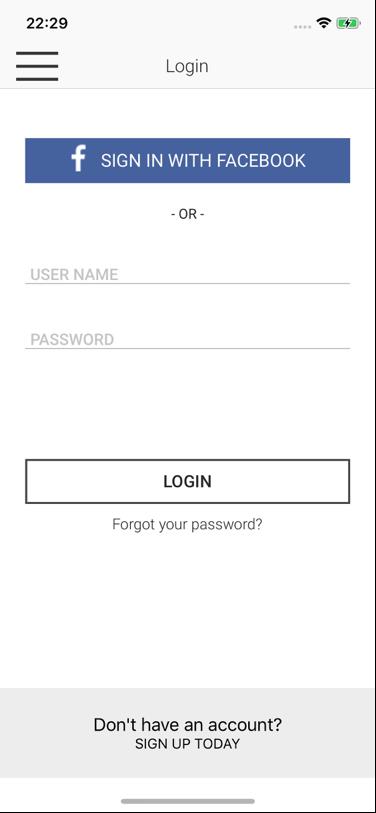 22:29
Login
SIGN IN WITH FACEBOOK
- OR -
USER NAME
PASSWORD
LOGIN
Forgot your password?
Don't have an account?
SIGN UP TODAY